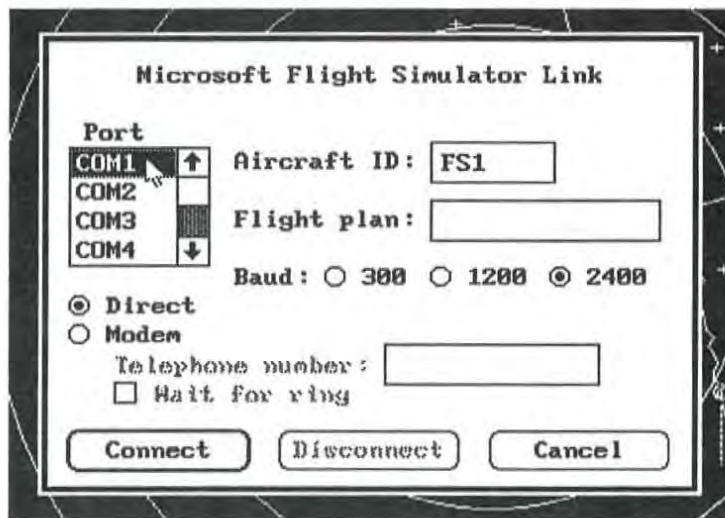 Microsoft Flight Simulator Link
Port
COM1
COM2
COM3
COM4
Aircraft ID: FS1
Flight plan:
Baud: 300 1200 2400
Direct
Modem
Telephone number:
Wait for ring
Connect Disconnect Cancel